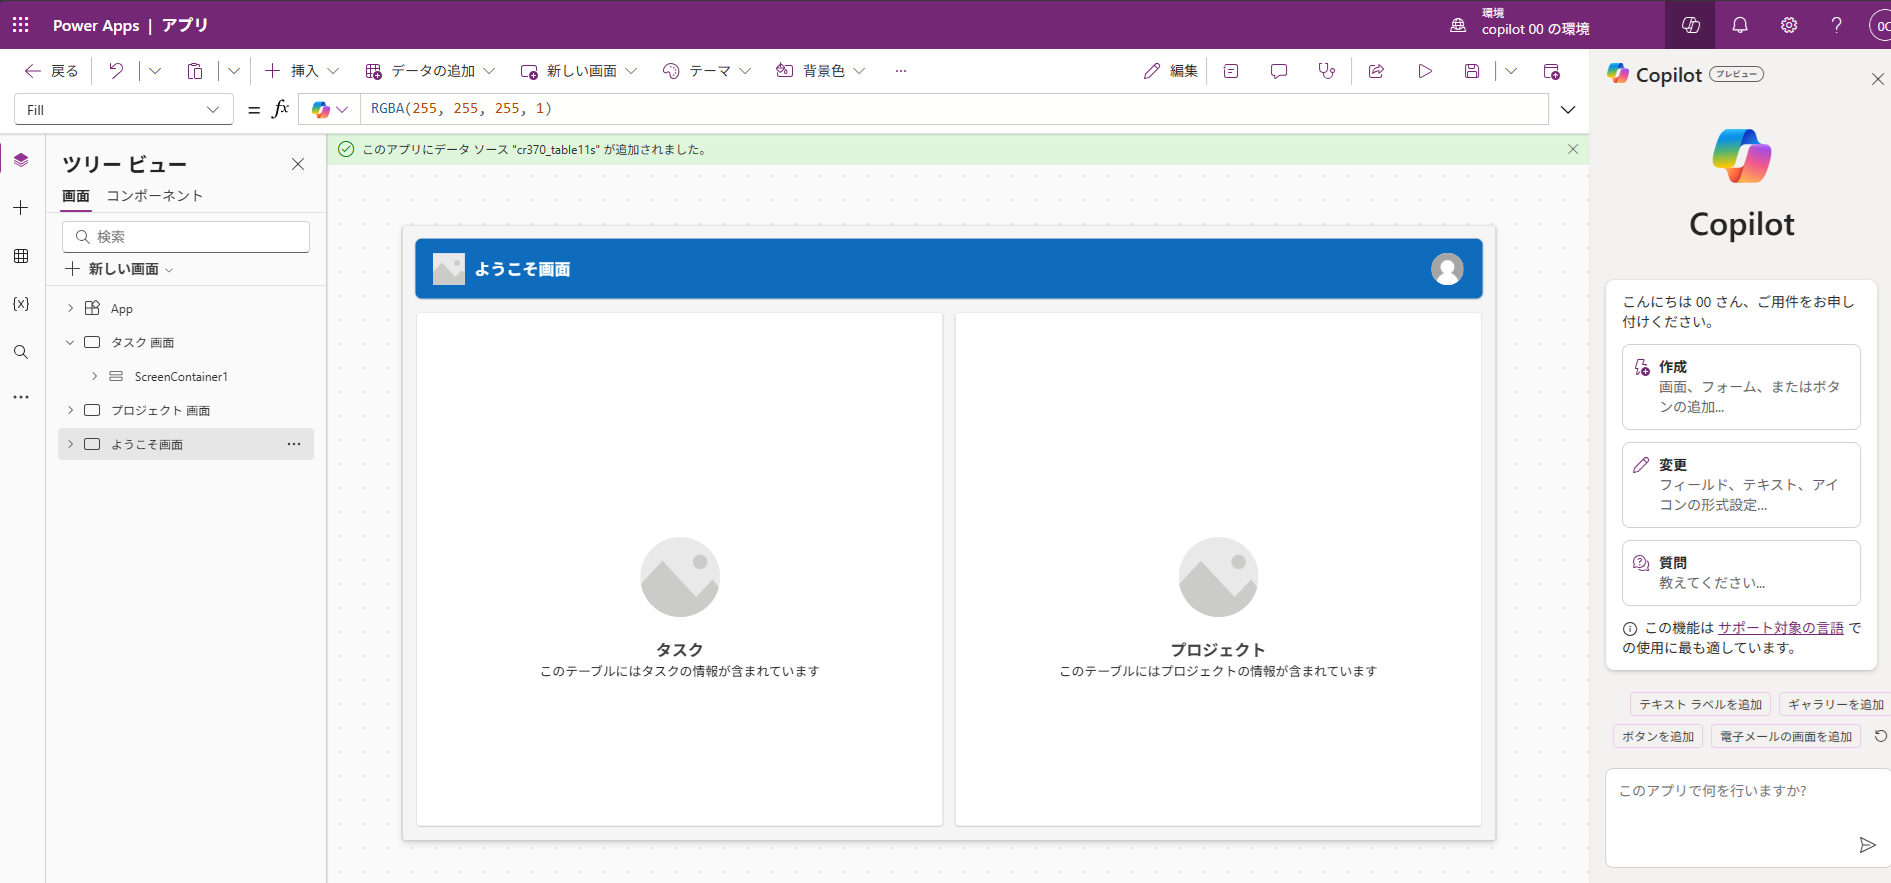 Power Apps | アプリ
環境
copilot 00 の環境
戻る
挿入
データの追加
新しい画面
テーマ
背景色
編集
Fill
= fx
RGBA(255, 255, 255, 1)
ツリー ビュー
画面 コンポーネント
検索
新しい画面
App
タスク 画面
ScreenContainer1
プロジェクト 画面
ようこそ画面
このアプリにデータ ソース "cr370_table11s" が追加されました。
ようこそ画面
タスク
このテーブルにはタスクの情報が含まれています
プロジェクト
このテーブルにはプロジェクトの情報が含まれています
Copilot プレビュー
Copilot
こんにちは 00 さん、ご用件をお申し
付けください。
作成
画面、フォーム、またはボタ
ンの追加...
変更
フィールド、テキスト、アイ
コンの形式設定...
質問
教えてください...
この機能は サポート対象の言語 で
の使用に最も適しています。
テキスト ラベルを追加 ギャラリーを追加
ボタンを追加 電子メールの画面を追加
このアプリで何を行いますか?